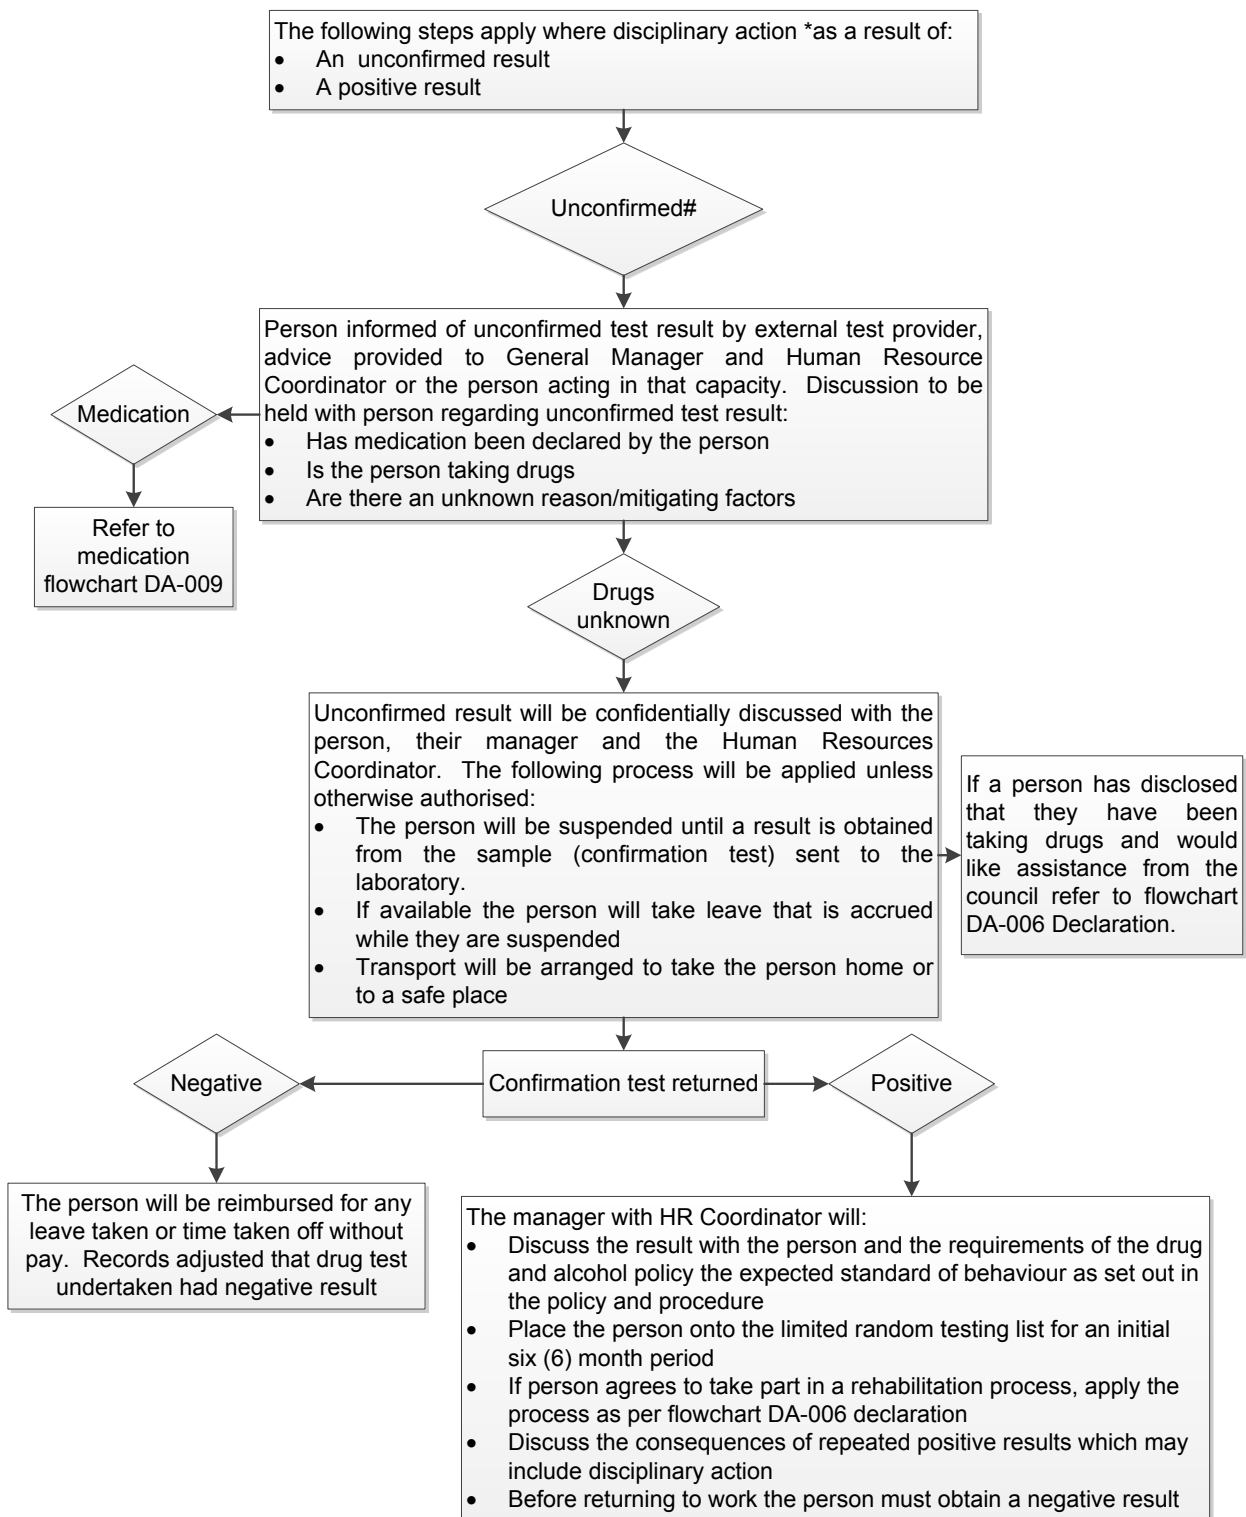 The following steps apply where disciplinary action *as a result of:
• An unconfirmed result
• A positive result
Unconfirmed#
Person informed of unconfirmed test result by external test provider,
advice provided to General Manager and Human Resource
Coordinator or the person acting in that capacity. Discussion to be
held with person regarding unconfirmed test result:
• Has medication been declared by the person
• Is the person taking drugs
• Are there an unknown reason/mitigating factors
Medication
Refer to
medication
flowchart DA-009
Drugs
unknown
Unconfirmed result will be confidentially discussed with the
person, their manager and the Human Resources
Coordinator. The following process will be applied unless
otherwise authorised:
• The person will be suspended until a result is obtained
from the sample (confirmation test) sent to the
laboratory.
• If available the person will take leave that is accrued
while they are suspended
• Transport will be arranged to take the person home or
to a safe place
If a person has disclosed
that they have been
taking drugs and would
like assistance from the
council refer to flowchart
DA-006 Declaration.
Negative
Confirmation test returned
Positive
The person will be reimbursed for any
leave taken or time taken off without
pay. Records adjusted that drug test
undertaken had negative result
The manager with HR Coordinator will:
• Discuss the result with the person and the requirements of the drug
and alcohol policy the expected standard of behaviour as set out in
the policy and procedure
• Place the person onto the limited random testing list for an initial
six (6) month period
• If person agrees to take part in a rehabilitation process, apply the
process as per flowchart DA-006 declaration
• Discuss the consequences of repeated positive results which may
include disciplinary action
• Before returning to work the person must obtain a negative result